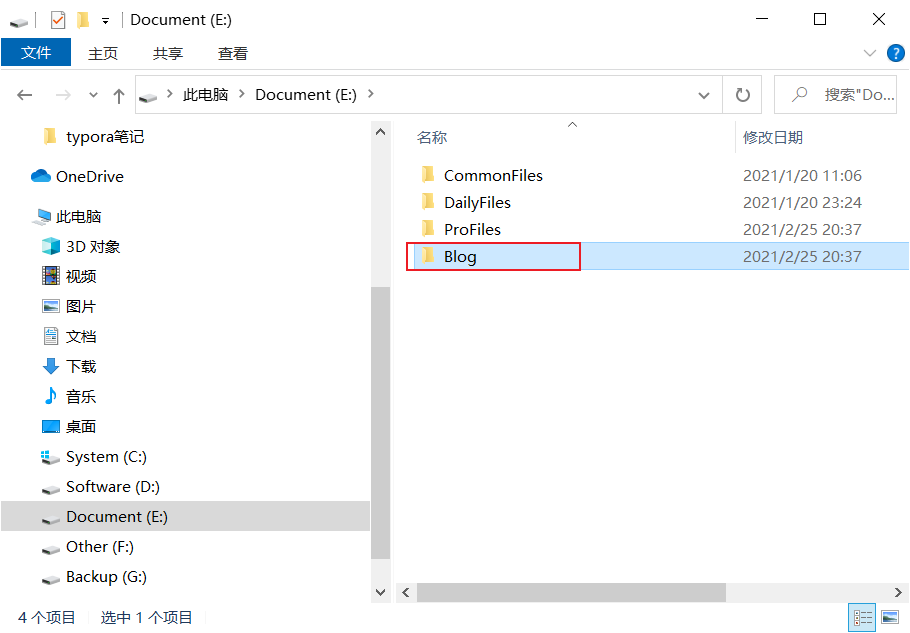 Document (E:)
文件 主页 共享 查看
此电脑 Document (E:) 搜索"Do...
typora笔记
OneDrive
此电脑
3D 对象
视频
图片
文档
下载
音乐
桌面
System (C:)
Software (D:)
Document (E:)
Other (F:)
Backup (G:)
名称 修改日期
CommonFiles 2021/1/20 11:06
DailyFiles 2021/1/20 23:24
ProFiles 2021/2/25 20:37
Blog 2021/2/25 20:37
4 个项目 选中 1 个项目